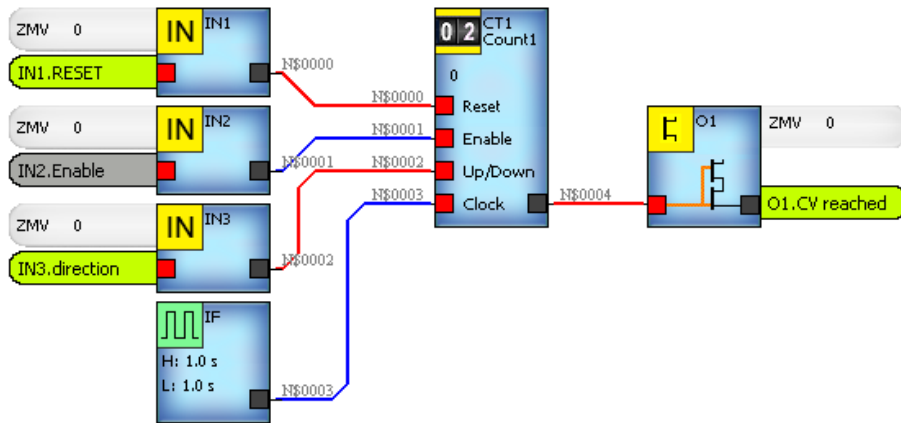 ZMV 0
IN IN1
IN1.RESET
N$0000
ZMV 0
IN IN2
IN2.Enable
N$0001
ZMV 0
IN IN3
IN3.direction
N$0002
IF
H: 1.0 s
L: 1.0 s
N$0003
02 CT1
Count1
0
N$0000 Reset
N$0001 Enable
N$0002 Up/Down
N$0003 Clock
N$0004
O1
ZMV 0
O1.CV reached